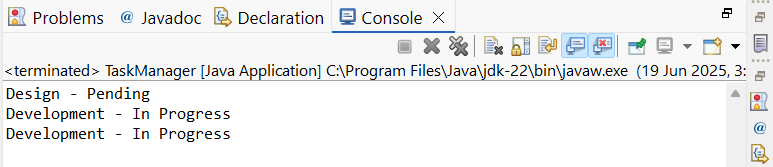 Problems @ Javadoc Declaration Console
<terminated> TaskManager [Java Application] C:\Program Files\Java\jdk-22\bin\javaw.exe (19 Jun 2025, 3:
Design - Pending
Development - In Progress
Development - In Progress